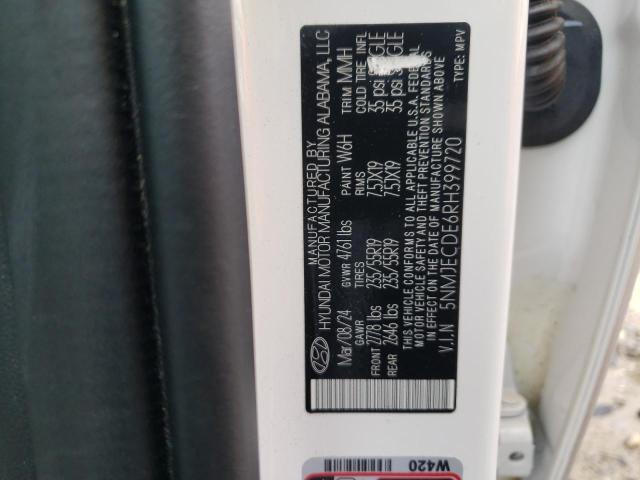 MANUFACTURED BY
HYUNDAI MOTOR MANUFACTURING ALABAMA, LLC
Mar/08/24 GVWR 4761 lbs PAINT W6H TRIM MMH
GAWR TIRES RIMS COLD TIRE INFL
FRONT 2778 lbs 235/55R19 7.5JX19 35 psi
REAR 2646 lbs 235/55R19 7.5JX19 35 psi
THIS VEHICLE CONFORMS TO ALL APPLICABLE U.S.A. FEDERAL
MOTOR VEHICLE SAFETY AND THEFT PREVENTION STANDARDS
IN EFFECT ON THE DATE OF MANUFACTURE SHOWN ABOVE
V.I.N 5NMJECDE6RH399720 TYPE: MPV
W420